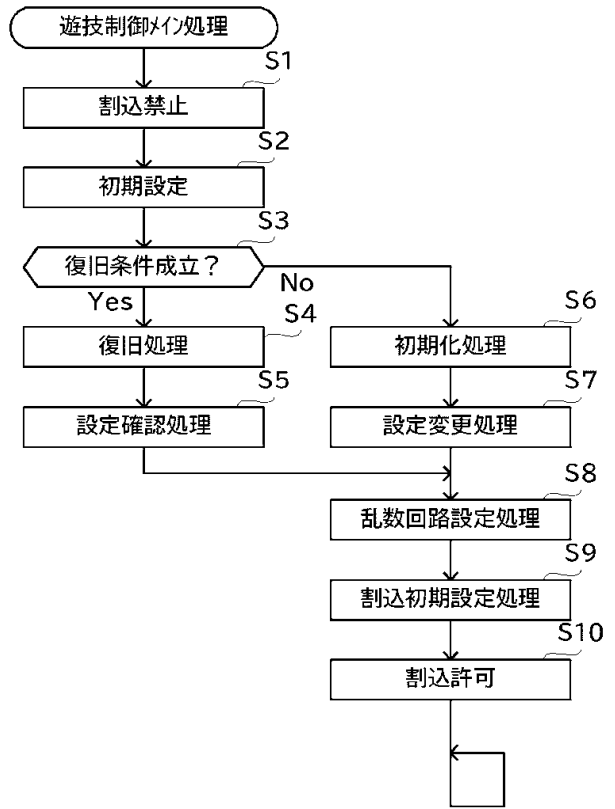 遊技制御メイン処理
S1
割込禁止
S2
初期設定
S3
復旧条件成立？
No
Yes
S4
復旧処理
S6
初期化処理
S5
設定確認処理
S7
設定変更処理
S8
乱数回路設定処理
S9
割込初期設定処理
S10
割込許可